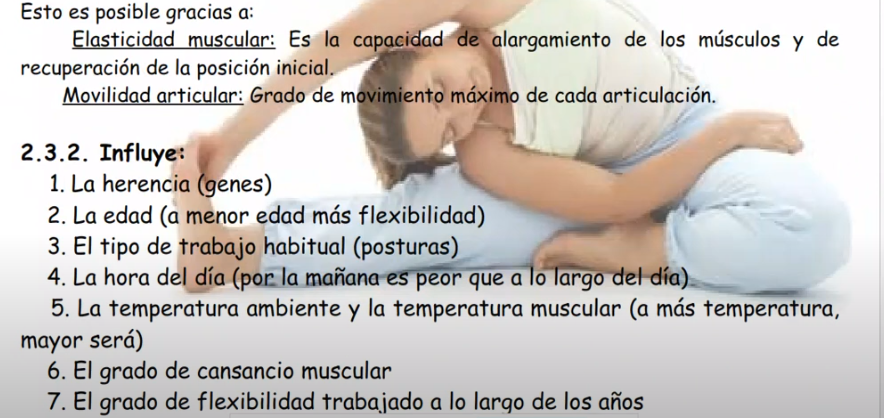 Esto es posible gracias a:
Elasticidad muscular: Es la capacidad de alargamiento de los músculos y de
recuperación de la posición inicial.
Movilidad articular: Grado de movimiento máximo de cada articulación.
2.3.2. Influye:
1. La herencia (genes)
2. La edad (a menor edad más flexibilidad)
3. El tipo de trabajo habitual (posturas)
4. La hora del día (por la mañana es peor que a lo largo del día)
5. La temperatura ambiente y la temperatura muscular (a más temperatura,
mayor será)
6. El grado de cansancio muscular
7. El grado de flexibilidad trabajado a lo largo de los años